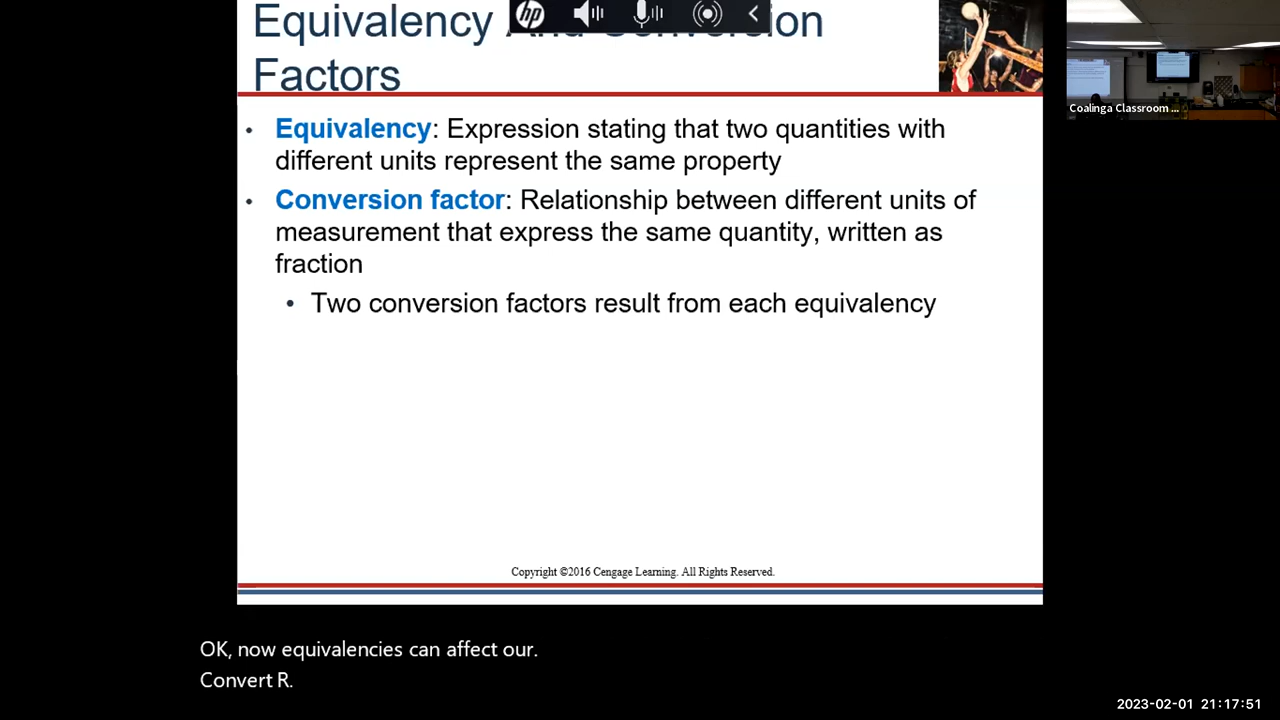 Equivalency And Conversion
Factors
hp
Coalinga Classroom ...
• Equivalency: Expression stating that two quantities with
different units represent the same property
• Conversion factor: Relationship between different units of
measurement that express the same quantity, written as
fraction
• Two conversion factors result from each equivalency
Copyright ©2016 Cengage Learning. All Rights Reserved.
OK, now equivalencies can affect our.
Convert R.
2023-02-01 21:17:51